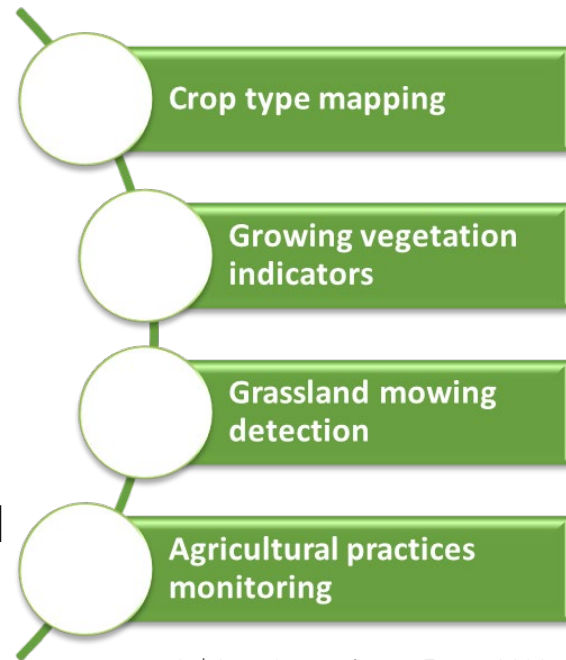 Crop type mapping
Growing vegetation
indicators
Grassland mowing
detection
Agricultural practices
monitoring